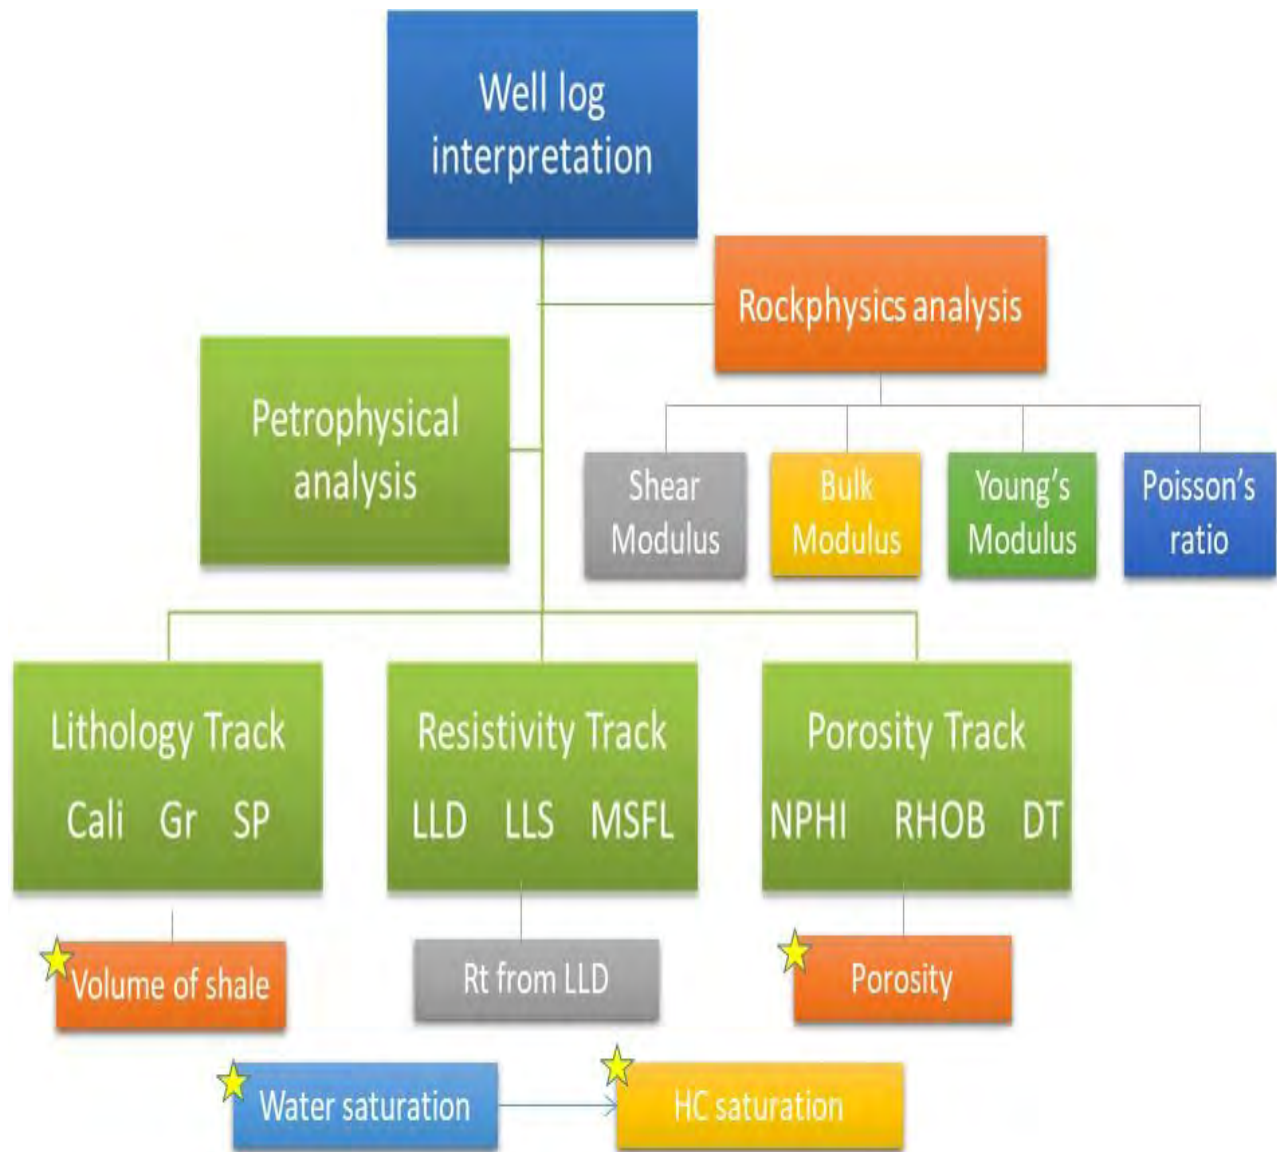 Well log
interpretation
Rockphysics analysis
Petrophysical
analysis
Shear
Modulus
Bulk
Modulus
Young's
Modulus
Poisson's
ratio
Lithology Track
Cali Gr SP
Resistivity Track
LLD LLS MSFL
Porosity Track
NPHI RHOB DT
Volume of shale
Rt from LLD
Porosity
Water saturation
HC saturation